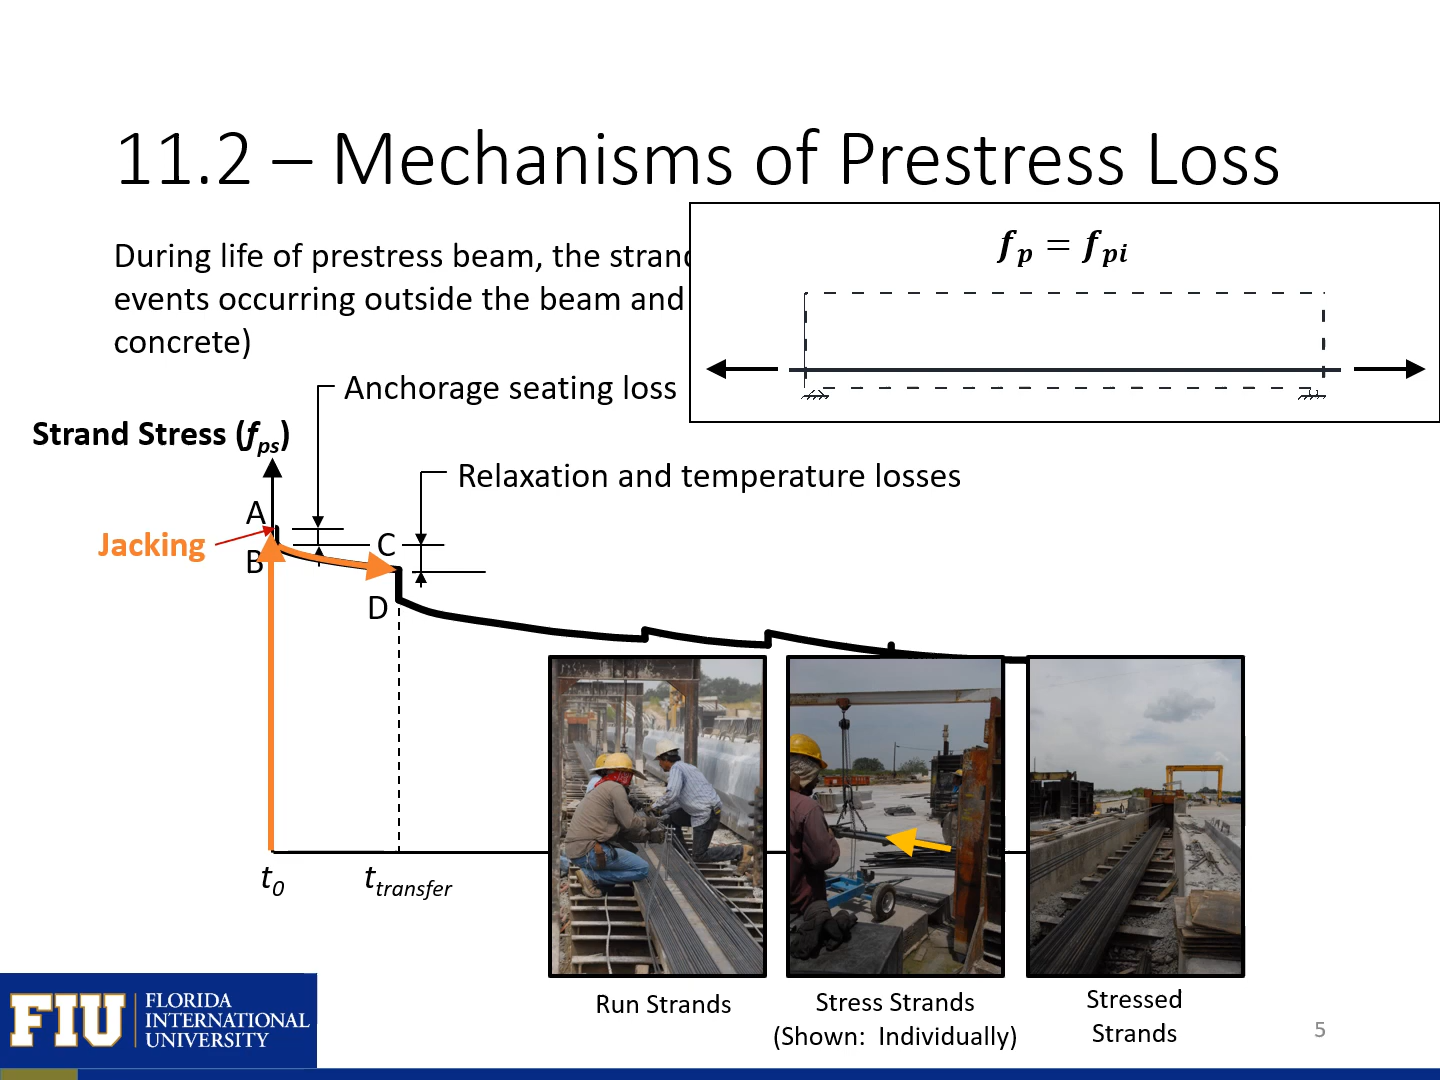 11.2 – Mechanisms of Prestress Loss
During life of prestress beam, the strand
events occurring outside the beam and
concrete)
f_p = f_pi
Anchorage seating loss
Strand Stress (f_ps)
Relaxation and temperature losses
A
Jacking
B
C
D
t_0
t_transfer
Run Strands
Stress Strands
(Shown: Individually)
Stressed
Strands
FIU
FLORIDA
INTERNATIONAL
UNIVERSITY
5